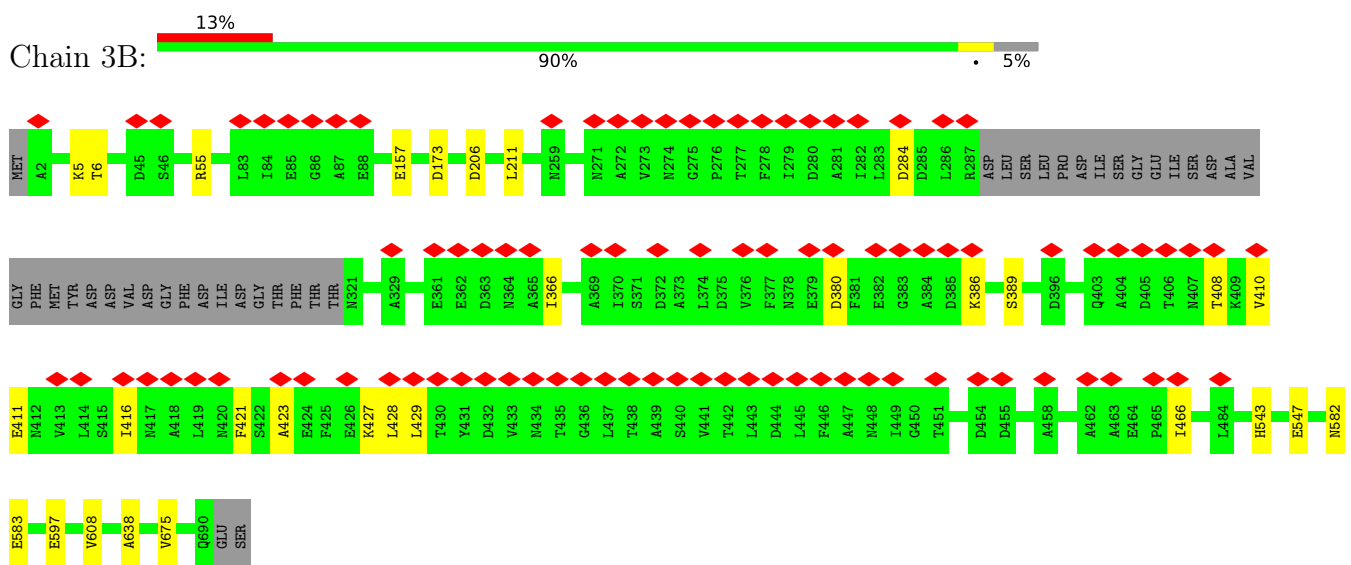 13%
Chain 3B:
90% • 5%
MET A2 K5 T6 D45 S46 R55 L83 I84 E85 G86 A87 E88 E157 D173 D206 L211 N259 N271 A272 V273 N274 G275 P276 T277 F278 I279 D280 A281 I282 L283 D284 D285 L286 R287 ASP LEU SER LEU PRO ASP ILE SER GLY GLU ILE SER ASP ALA VAL
GLY PHE MET TYR ASP ASP VAL ASP GLY PHE ASP ILE ASP GLY THR PHE THR THR N321 A329 E361 E362 D363 N364 A365 I366 A369 I370 S371 D372 A373 L374 D375 V376 F377 N378 E379 D380 F381 E382 G383 A384 D385 K386 S389 D396 Q403 A404 D405 T406 N407 T408 K409 V410
E411 N412 V413 L414 S415 I416 N417 A418 L419 N420 F421 S422 A423 E424 F425 E426 K427 L428 L429 T430 Y431 D432 V433 N434 T435 G436 L437 T438 A439 S440 V441 T442 L443 D444 L445 F446 A447 N448 I449 G450 T451 D454 D455 A458 A462 A463 E464 P465 I466 L484 H543 E547 N582
E583 E597 V608 A638 V675 Q690 GLU SER